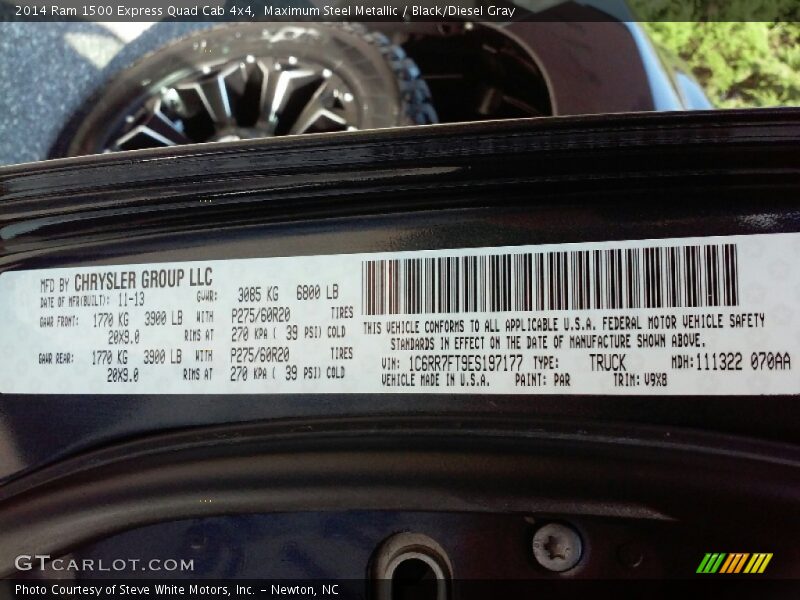 2014 Ram 1500 Express Quad Cab 4x4,  Maximum Steel Metallic / Black/Diesel Gray
MFD BY CHRYSLER GROUP LLC
DATE OF MFR(BUILT): 11-13 GVWR: 3085 KG 6800 LB
GAWR FRONT: 1770 KG 3900 LB WITH P275/60R20 TIRES
20X9.0 RIMS AT 270 KPA ( 39 PSI) COLD
GAWR REAR: 1770 KG 3900 LB WITH P275/60R20 TIRES
20X9.0 RIMS AT 270 KPA ( 39 PSI) COLD
THIS VEHICLE CONFORMS TO ALL APPLICABLE U.S.A. FEDERAL MOTOR VEHICLE SAFETY
STANDARDS IN EFFECT ON THE DATE OF MANUFACTURE SHOWN ABOVE.
VIN: 1C6RR7FT9ES197177 TYPE: TRUCK MDH:111322 070AA
VEHICLE MADE IN U.S.A. PAINT: PAR TRIM: V9X8
GTCARLOT.COM
Photo Courtesy of Steve White Motors, Inc. – Newton, NC